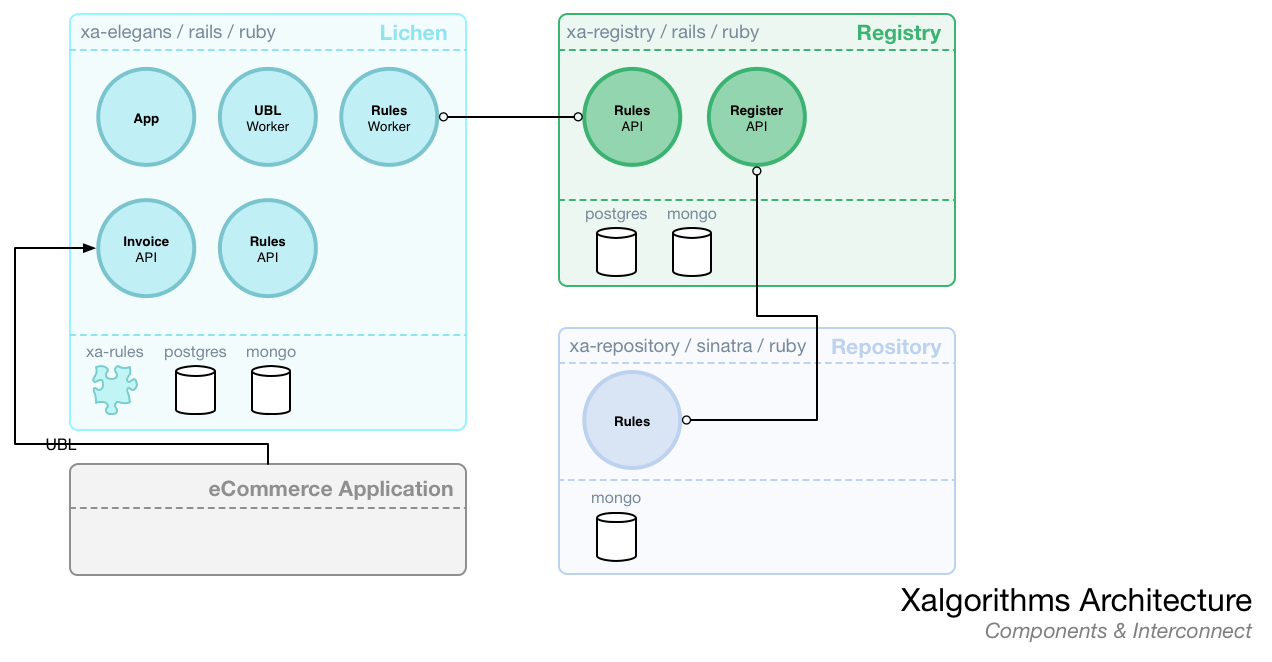 xa-elegans / rails / ruby
Lichen
App
UBL
Worker
Rules
Worker
Invoice
API
Rules
API
xa-rules
postgres
mongo
UBL
eCommerce Application
xa-registry / rails / ruby
Registry
Rules
API
Register
API
postgres
mongo
xa-repository / sinatra / ruby
Repository
Rules
mongo
Xalgorithms Architecture
Components & Interconnect